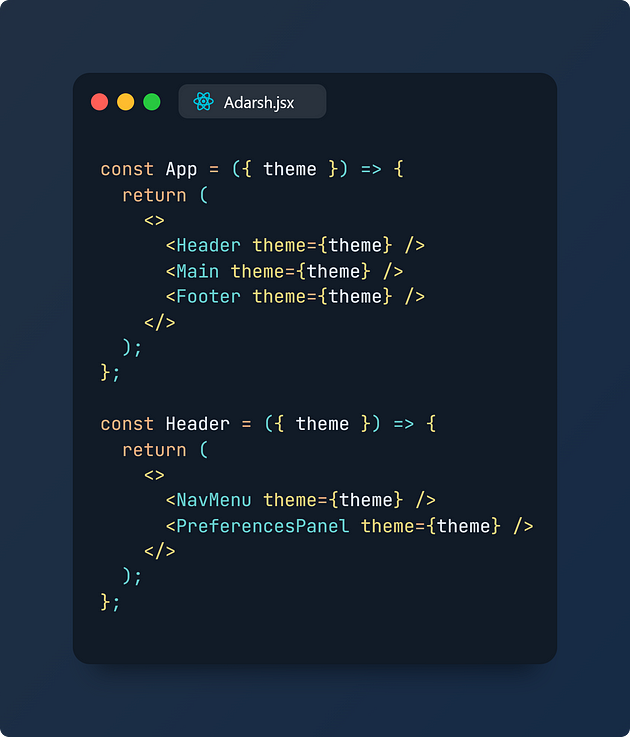 Adarsh.jsx
const App = ({ theme }) => {
  return (
    <>
      <Header theme={theme} />
      <Main theme={theme} />
      <Footer theme={theme} />
    </>
  );
};

const Header = ({ theme }) => {
  return (
    <>
      <NavMenu theme={theme} />
      <PreferencesPanel theme={theme} />
    </>
  );
};